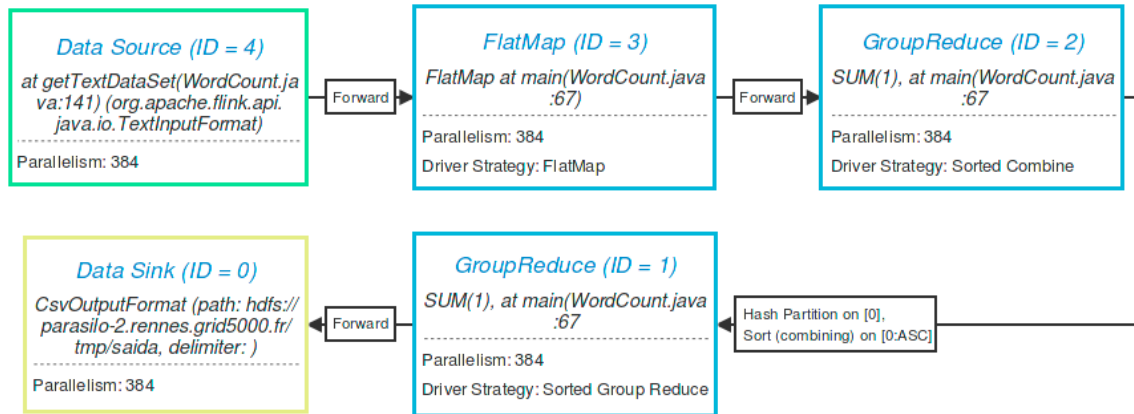 Data Source (ID = 4)
at getTextDataSet(WordCount.j
ava:141) (org.apache.flink.api.
java.io.TextInputFormat)
Parallelism: 384
Forward
FlatMap (ID = 3)
FlatMap at main(WordCount.java
:67)
Parallelism: 384
Driver Strategy: FlatMap
Forward
GroupReduce (ID = 2)
SUM(1), at main(WordCount.java
:67
Parallelism: 384
Driver Strategy: Sorted Combine
Hash Partition on [0],
Sort (combining) on [0:ASC]
GroupReduce (ID = 1)
SUM(1), at main(WordCount.java
:67
Parallelism: 384
Driver Strategy: Sorted Group Reduce
Forward
Data Sink (ID = 0)
CsvOutputFormat (path: hdfs://
parasilo-2.rennes.grid5000.fr/
tmp/saida, delimiter: )
Parallelism: 384